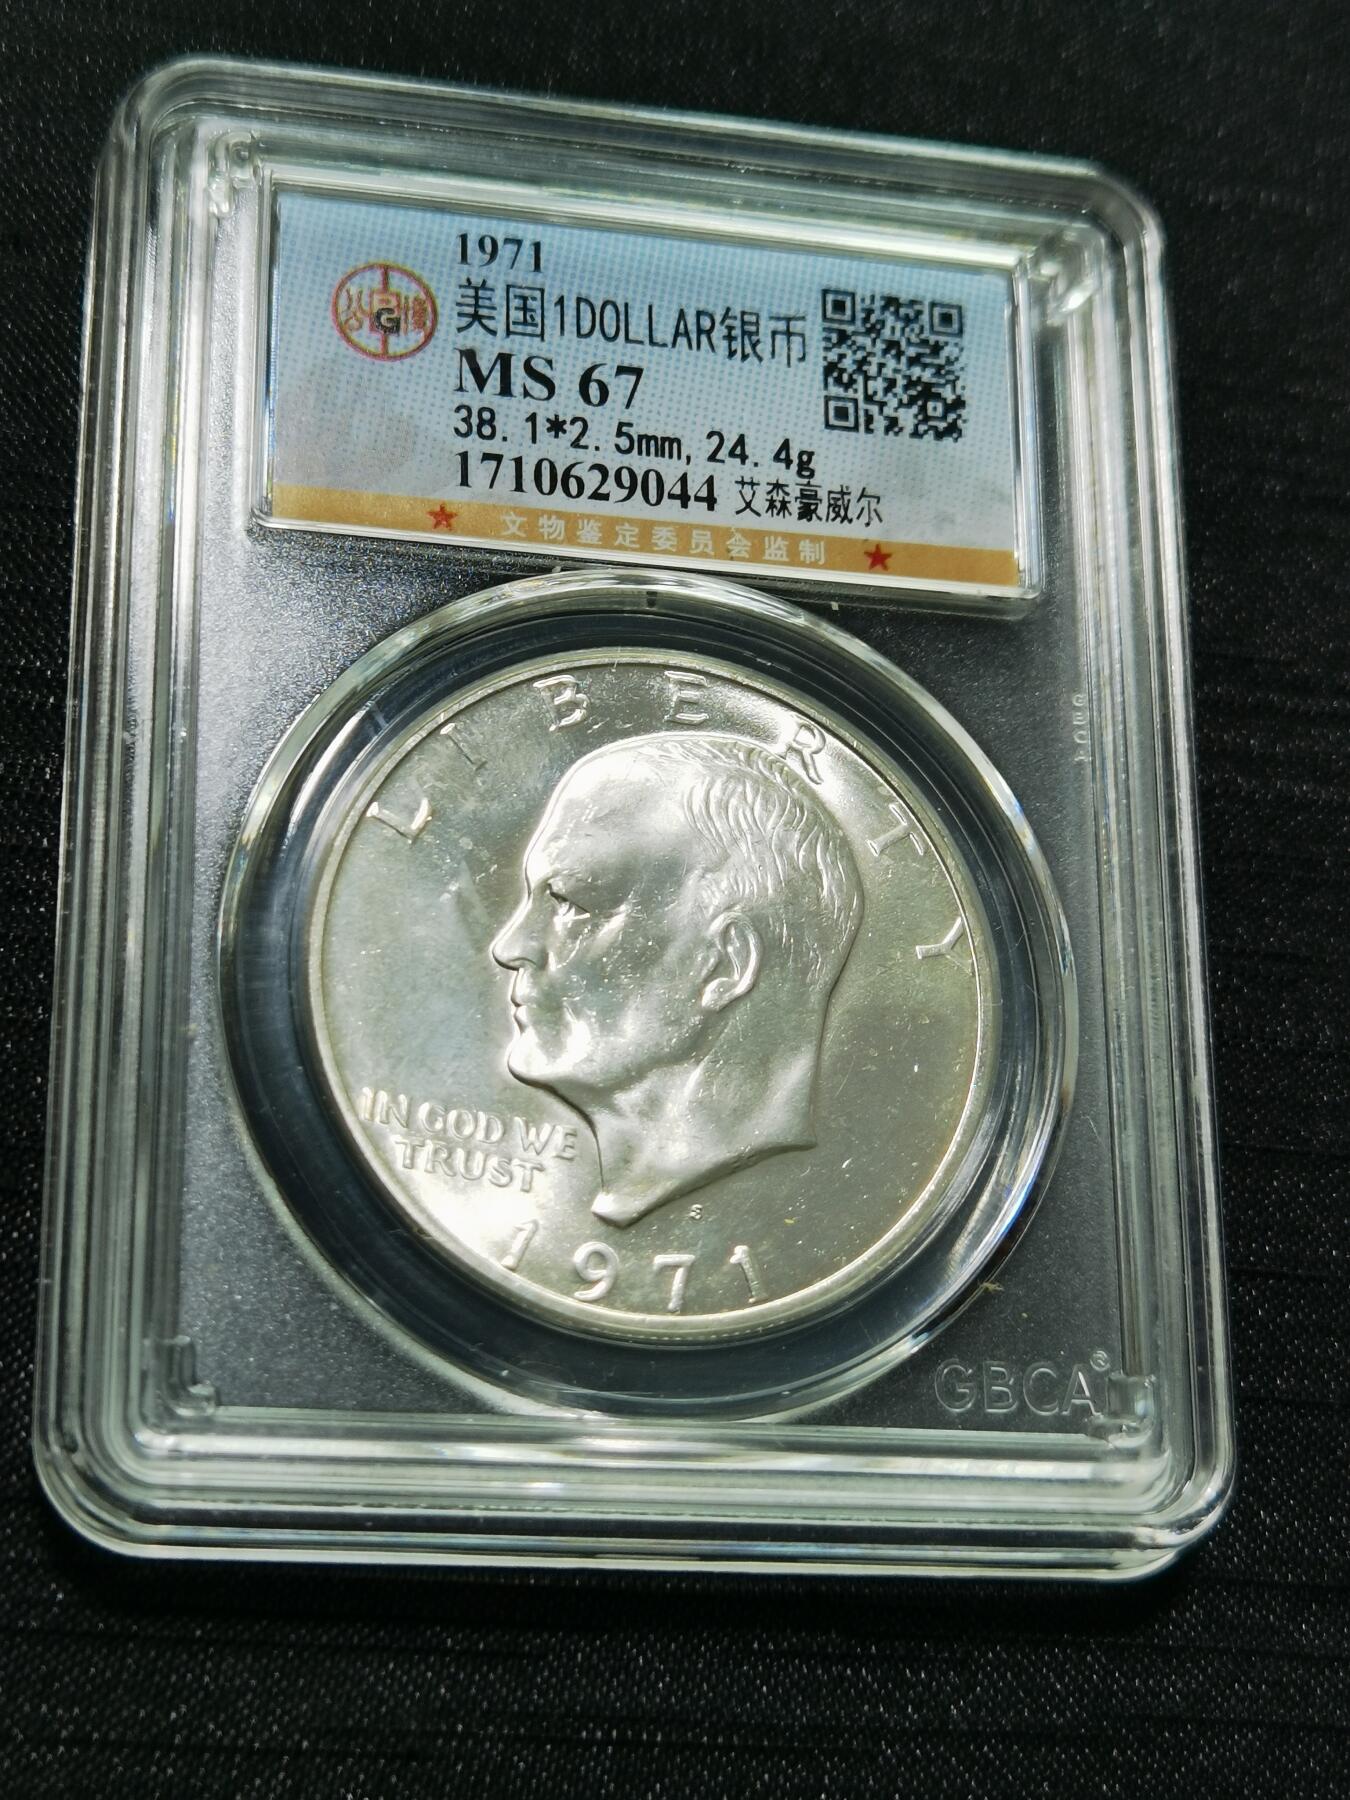 1971
美国1DOLLAR银币
MS 67
38.1*2.5mm,24.4g
1710629044 艾森豪威尔
★ 文物鉴定委员会监制 ★
G
LIBERTY
IN GOD WE
TRUST
S
1971
GBCA®